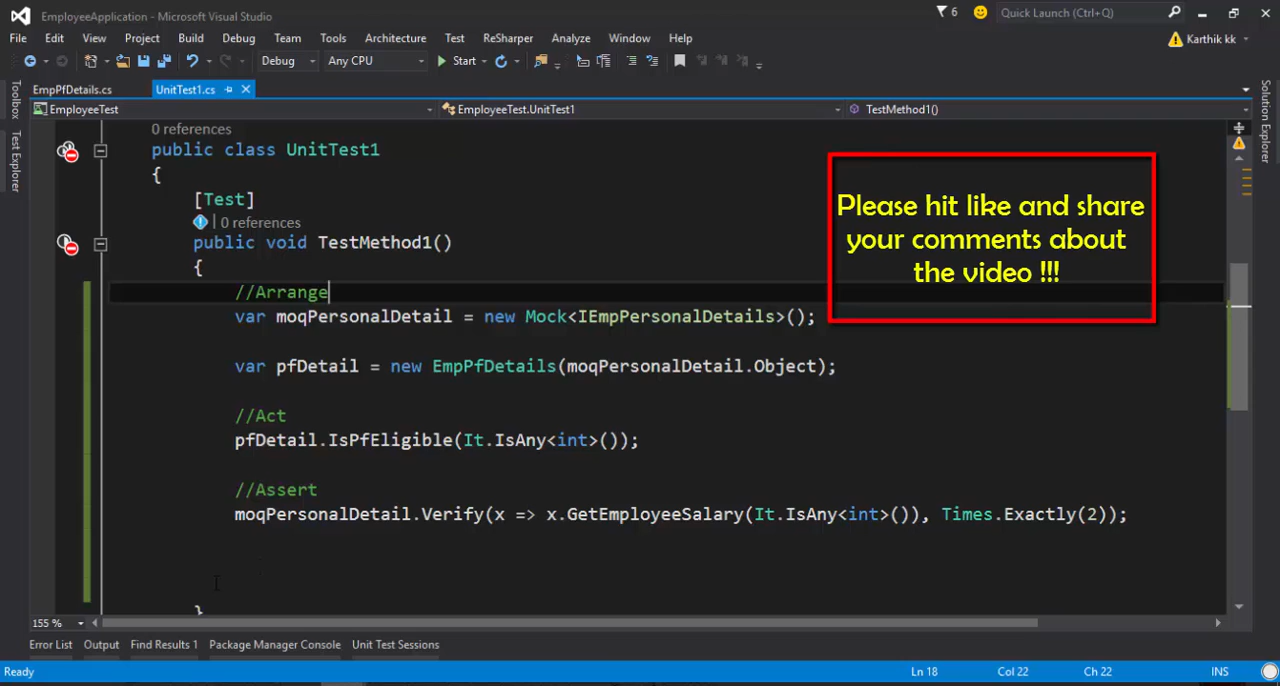 EmployeeApplication - Microsoft Visual Studio
6
Quick Launch (Ctrl+Q)
File Edit View Project Build Debug Team Tools Architecture Test ReSharper Analyze Window Help
Karthik kk
Debug Any CPU Start
EmpPfDetails.cs UnitTest1.cs
EmployeeTest EmployeeTest.UnitTest1 TestMethod1()
Toolbox
Test Explorer
Solution Explorer
0 references
public class UnitTest1
{
[Test]
| 0 references
public void TestMethod1()
{
//Arrange
var moqPersonalDetail = new Mock<IEmpPersonalDetails>();
var pfDetail = new EmpPfDetails(moqPersonalDetail.Object);
//Act
pfDetail.IsPfEligible(It.IsAny<int>());
//Assert
moqPersonalDetail.Verify(x => x.GetEmployeeSalary(It.IsAny<int>()), Times.Exactly(2));
}
Please hit like and share
your comments about
the video !!!
155 %
Error List Output Find Results 1 Package Manager Console Unit Test Sessions
Ready Ln 18 Col 22 Ch 22 INS